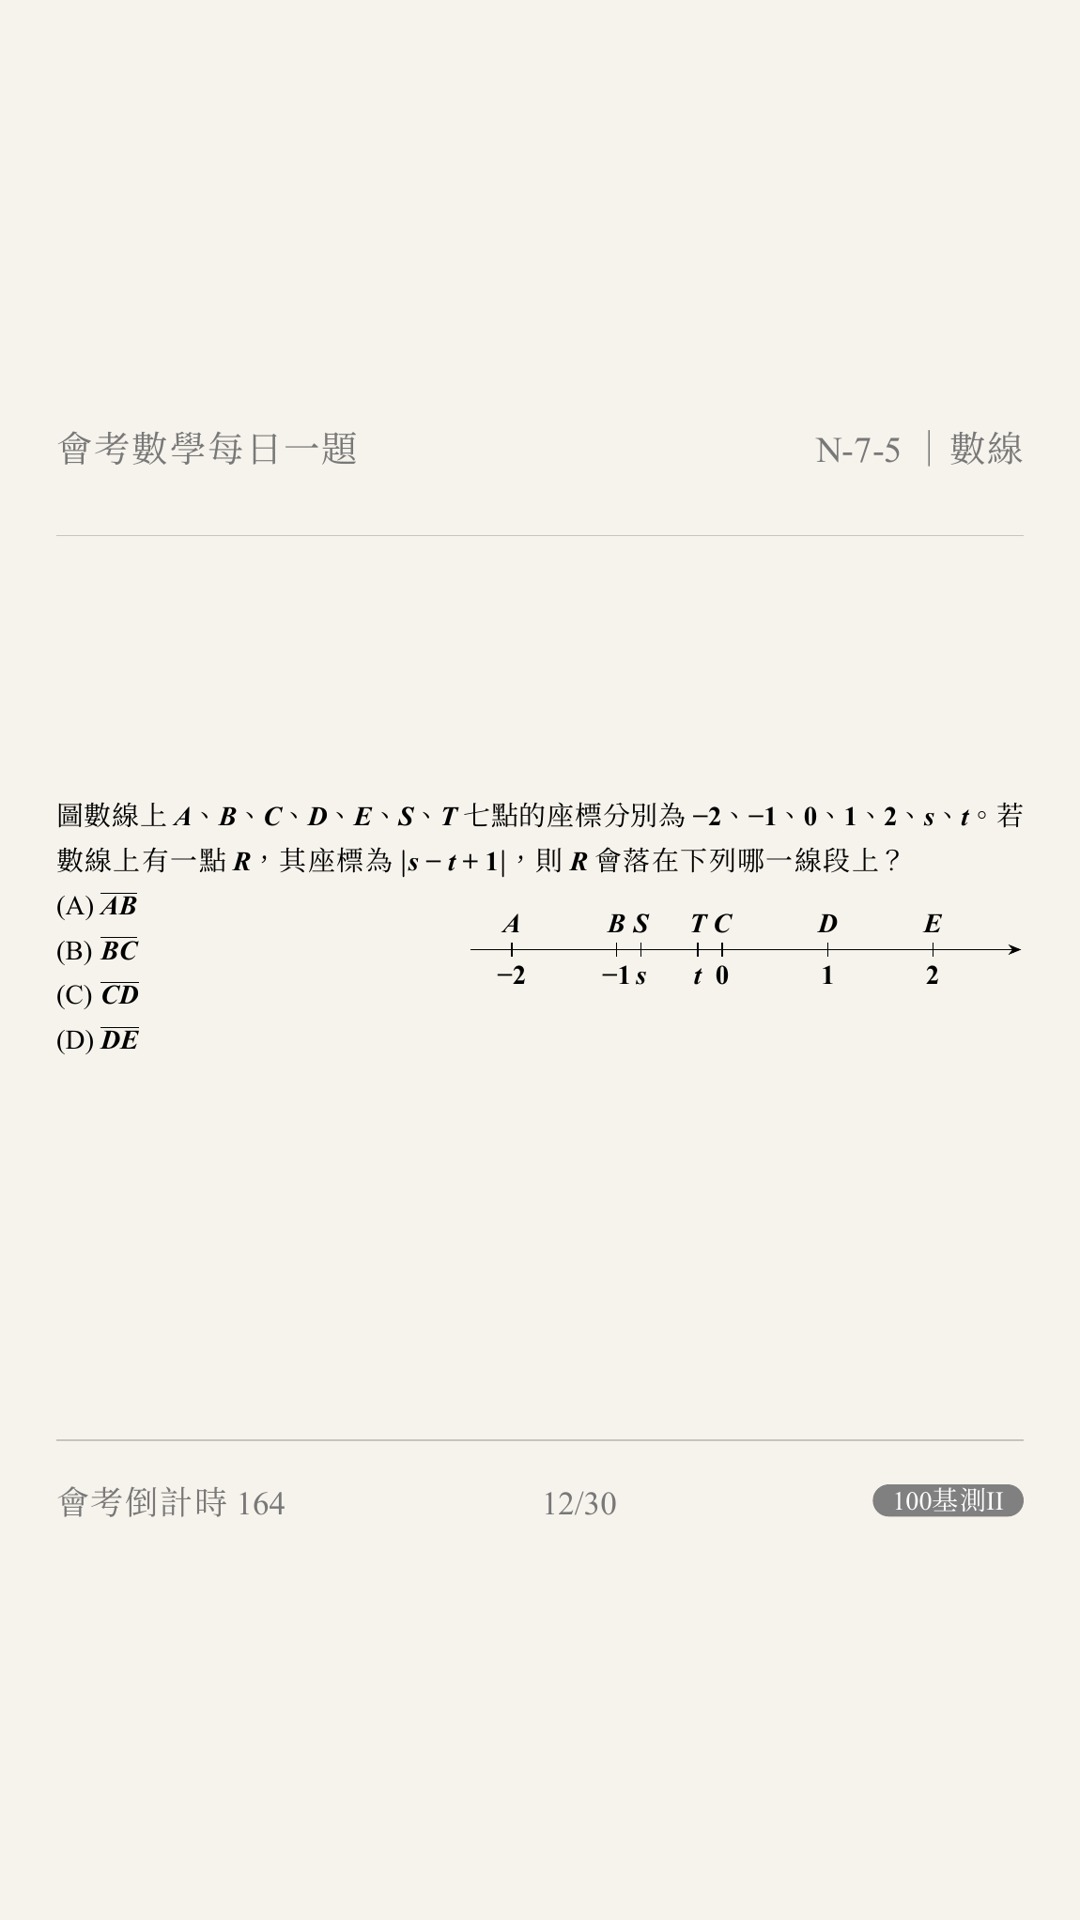 會考數學每日一題
N-7-5｜數線
圖數線上 A、B、C、D、E、S、T 七點的座標分別為 −2、−1、0、1、2、s、t。若
數線上有一點 R，其座標為 |s − t + 1|，則 R 會落在下列哪一線段上？
(A) AB
(B) BC
(C) CD
(D) DE
A B S T C D E
−2 −1 s t 0 1 2
會考倒計時 164
12/30
100基測II